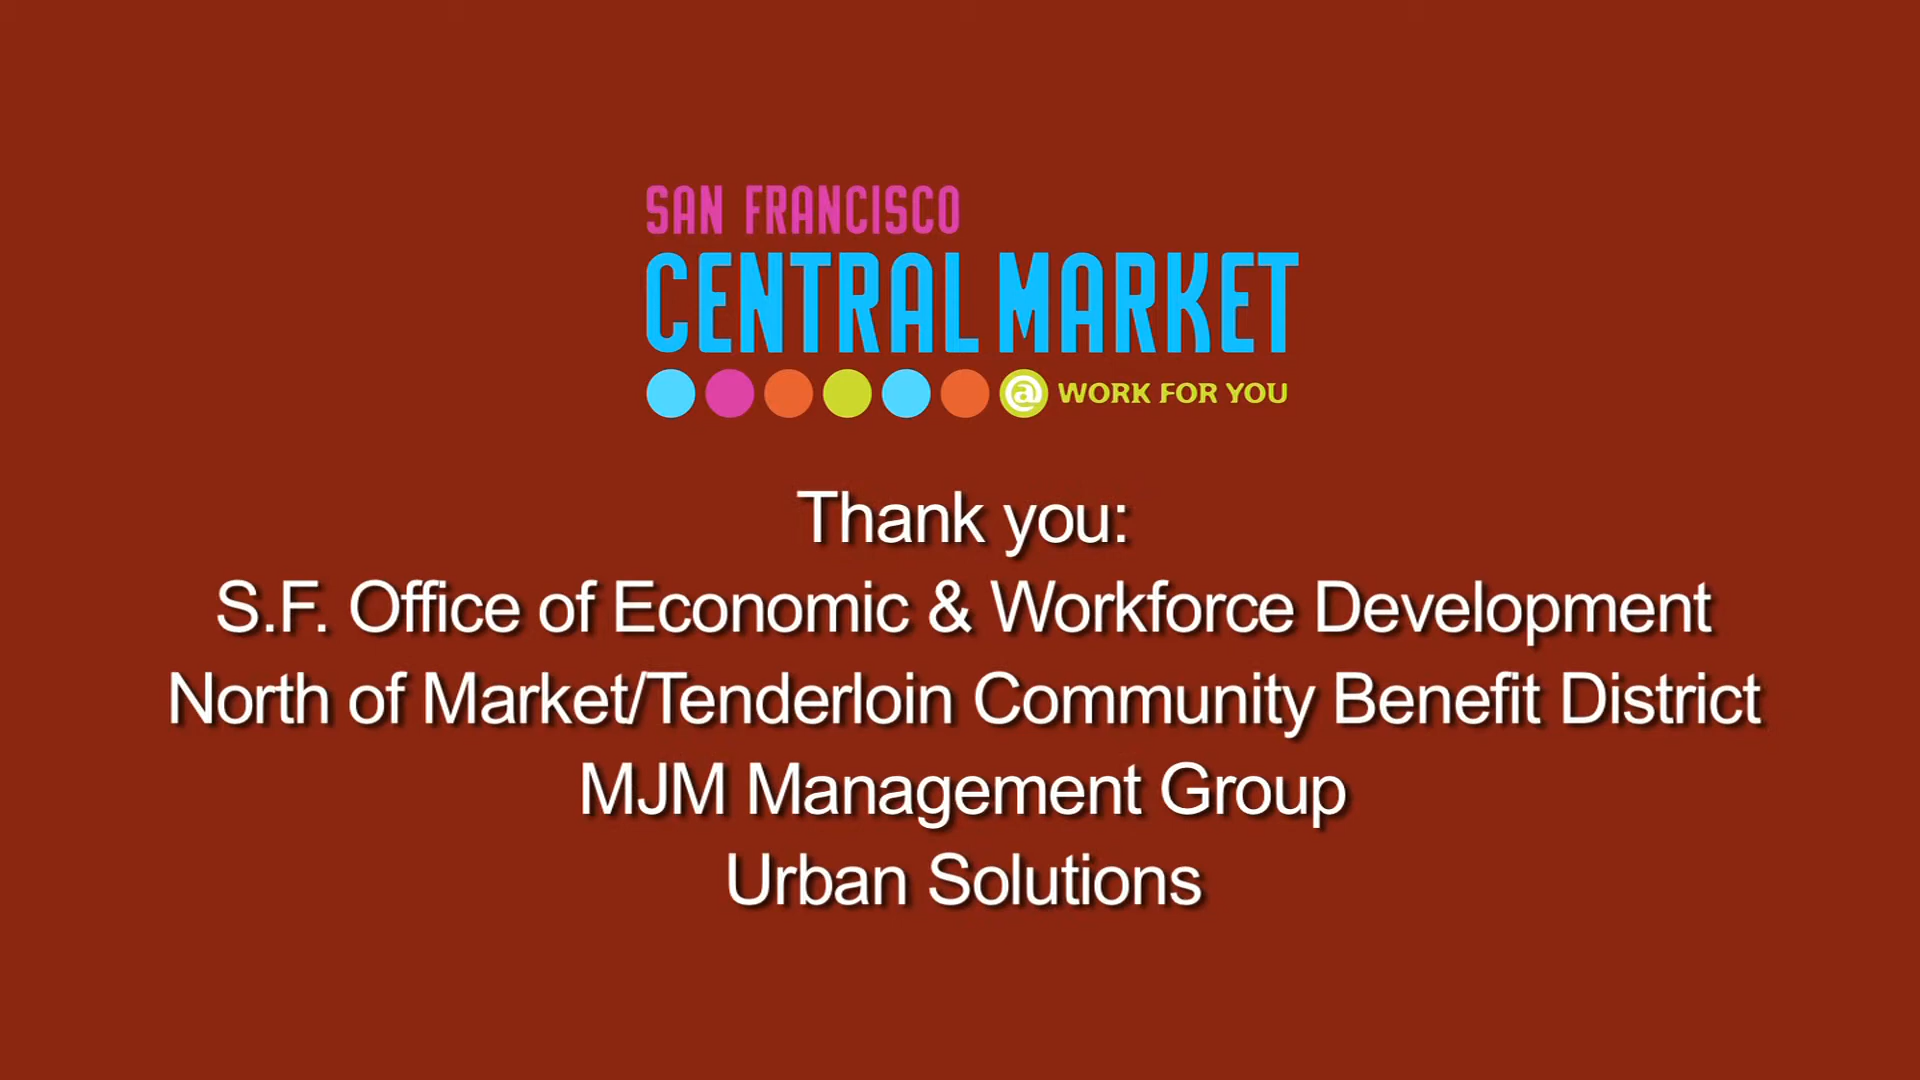 SAN FRANCISCO
CENTRAL MARKET
@ WORK FOR YOU
Thank you:
S.F. Office of Economic & Workforce Development
North of Market/Tenderloin Community Benefit District
MJM Management Group
Urban Solutions